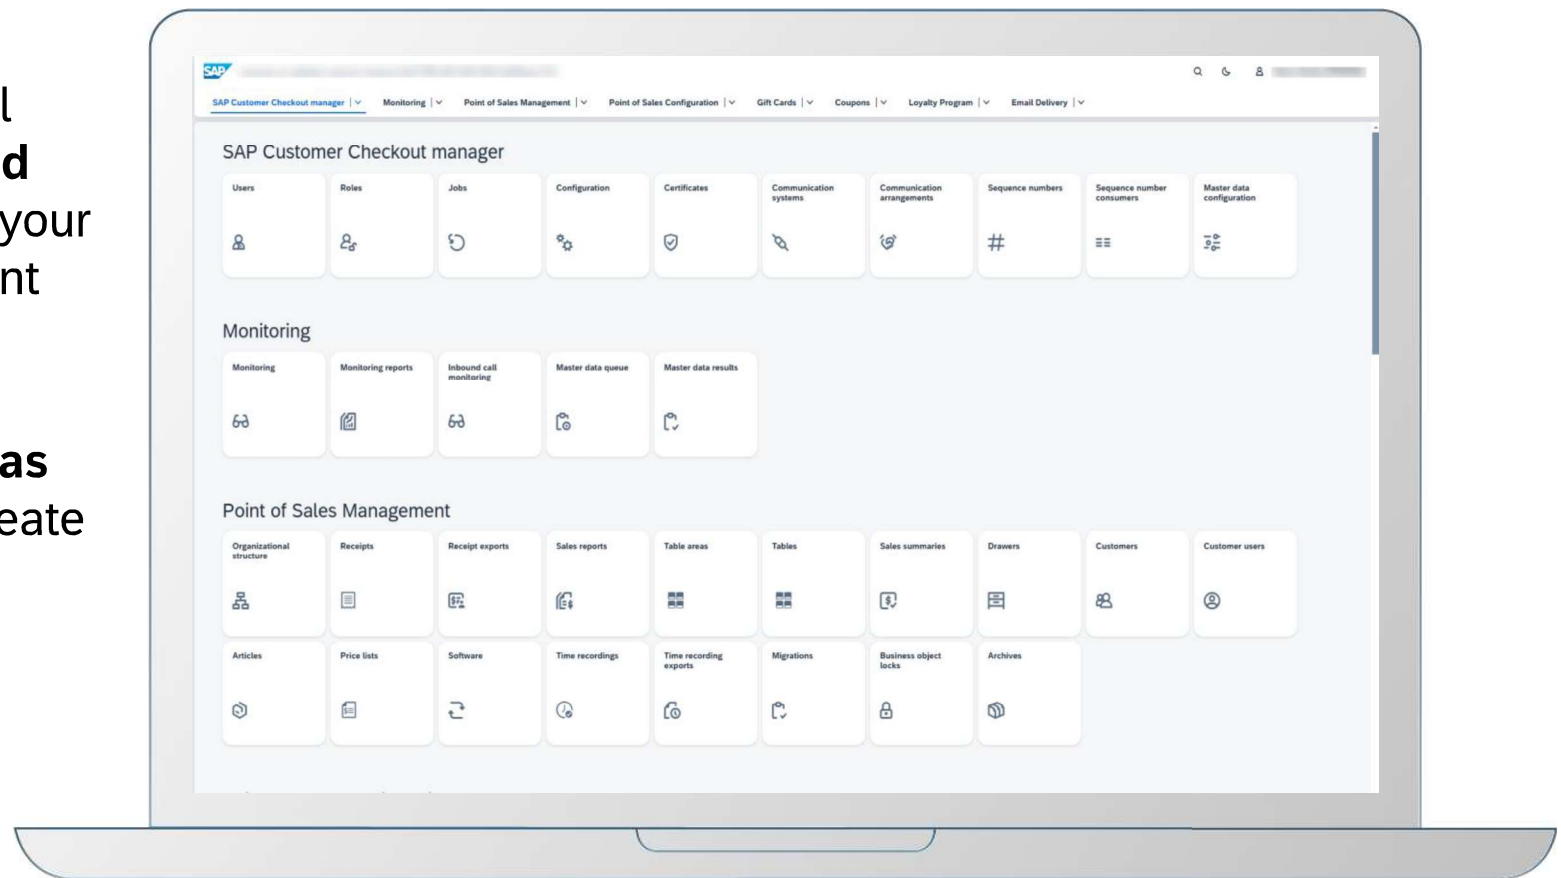 l
d
your
nt
as
eate
SAP
SAP Customer Checkout manager
Monitoring
Point of Sales Management
Point of Sales Configuration
Gift Cards
Coupons
Loyalty Program
Email Delivery
SAP Customer Checkout manager
Users
Roles
Jobs
Configuration
Certificates
Communication
systems
Communication
arrangements
Sequence numbers
Sequence number
consumers
Master data
configuration
Monitoring
Monitoring
Monitoring reports
Inbound call
monitoring
Master data queue
Master data results
Point of Sales Management
Organizational
structure
Receipts
Receipt exports
Sales reports
Table areas
Tables
Sales summaries
Drawers
Customers
Customer users
Articles
Price lists
Software
Time recordings
Time recording
exports
Migrations
Business object
locks
Archives